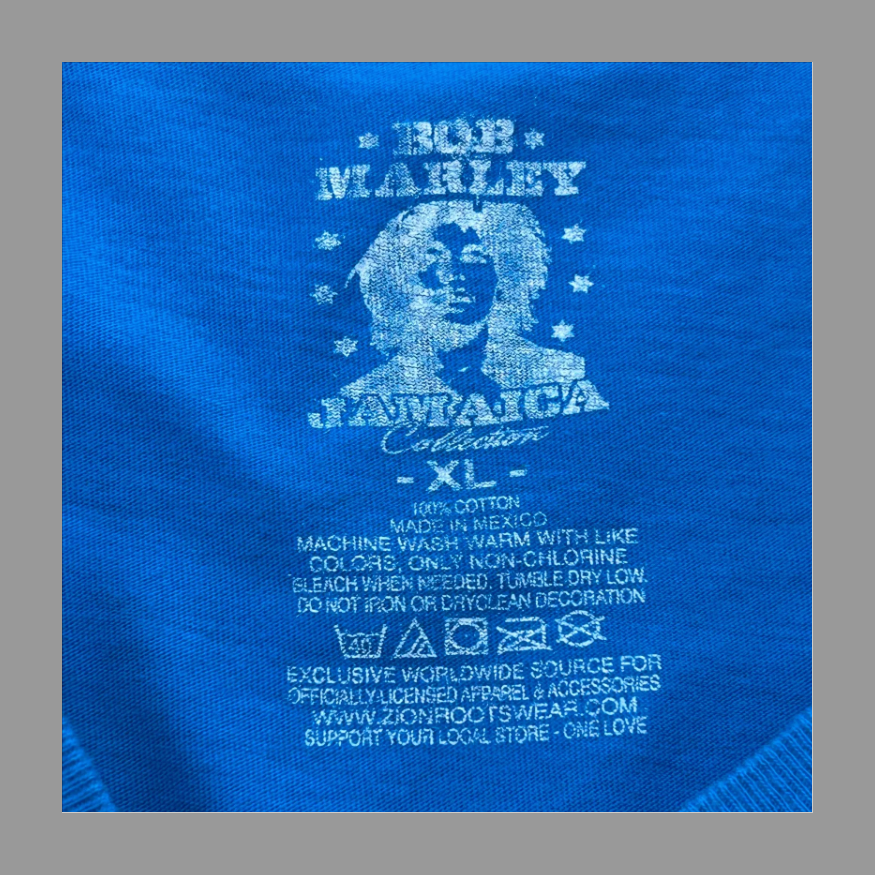 BOB
MARLEY
JAMAICA
Collection
- XL -
100% COTTON
MADE IN MEXICO
MACHINE WASH WARM WITH LIKE
COLORS, ONLY NON-CHLORINE
BLEACH WHEN NEEDED. TUMBLE DRY LOW.
DO NOT IRON OR DRYCLEAN DECORATION
40
EXCLUSIVE WORLDWIDE SOURCE FOR
OFFICIALLY-LICENSED APPAREL & ACCESSORIES
WWW.ZIONROOTSWEAR.COM
SUPPORT YOUR LOCAL STORE - ONE LOVE